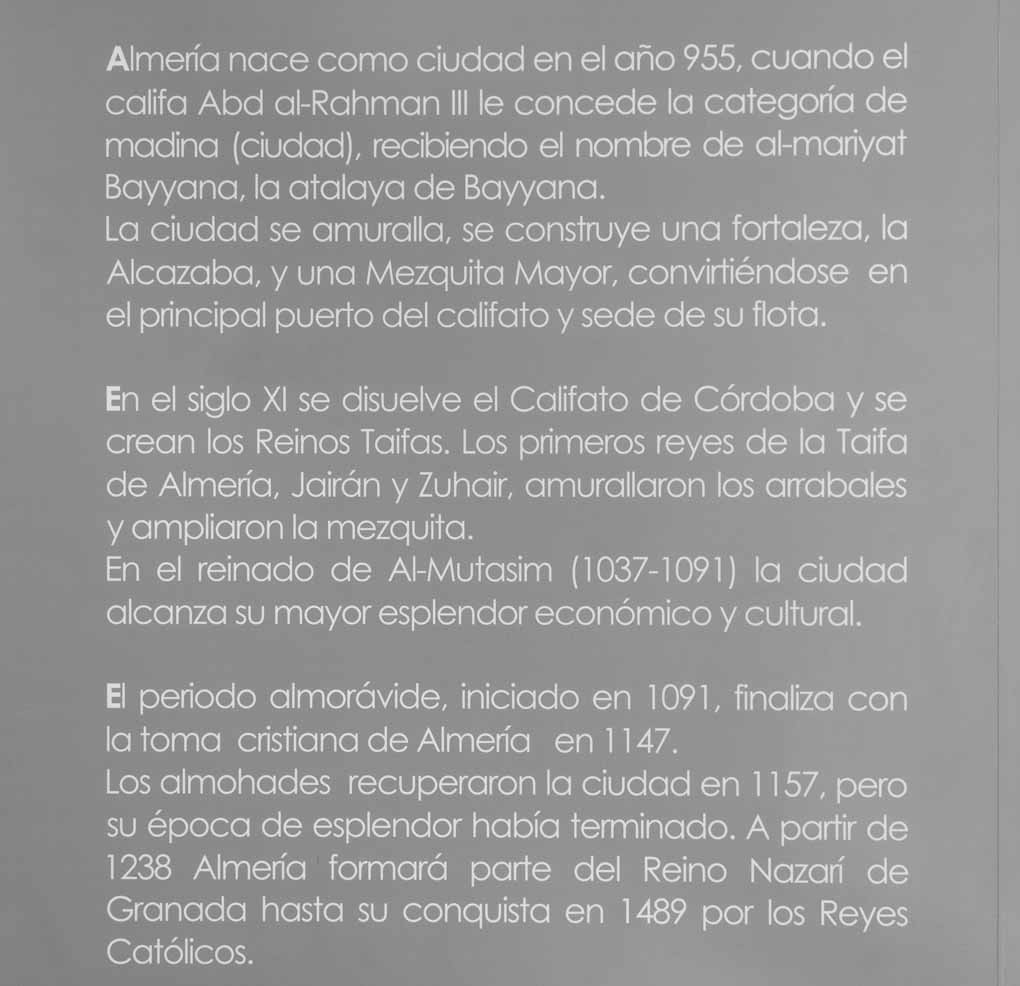 Almería nace como ciudad en el año 955, cuando el
califa Abd al-Rahman III le concede la categoría de
madina (ciudad), recibiendo el nombre de al-mariyat
Bayyana, la atalaya de Bayyana.
La ciudad se amuralla, se construye una fortaleza, la
Alcazaba, y una Mezquita Mayor, convirtiéndose en
el principal puerto del califato y sede de su flota.
En el siglo XI se disuelve el Califato de Córdoba y se
crean los Reinos Taifas. Los primeros reyes de la Taifa
de Almería, Jairán y Zuhair, amurallaron los arrabales
y ampliaron la mezquita.
En el reinado de Al-Mutasim (1037-1091) la ciudad
alcanza su mayor esplendor económico y cultural.
El periodo almorávide, iniciado en 1091, finaliza con
la toma cristiana de Almería en 1147.
Los almohades recuperaron la ciudad en 1157, pero
su época de esplendor había terminado. A partir de
1238 Almería formará parte del Reino Nazarí de
Granada hasta su conquista en 1489 por los Reyes
Católicos.